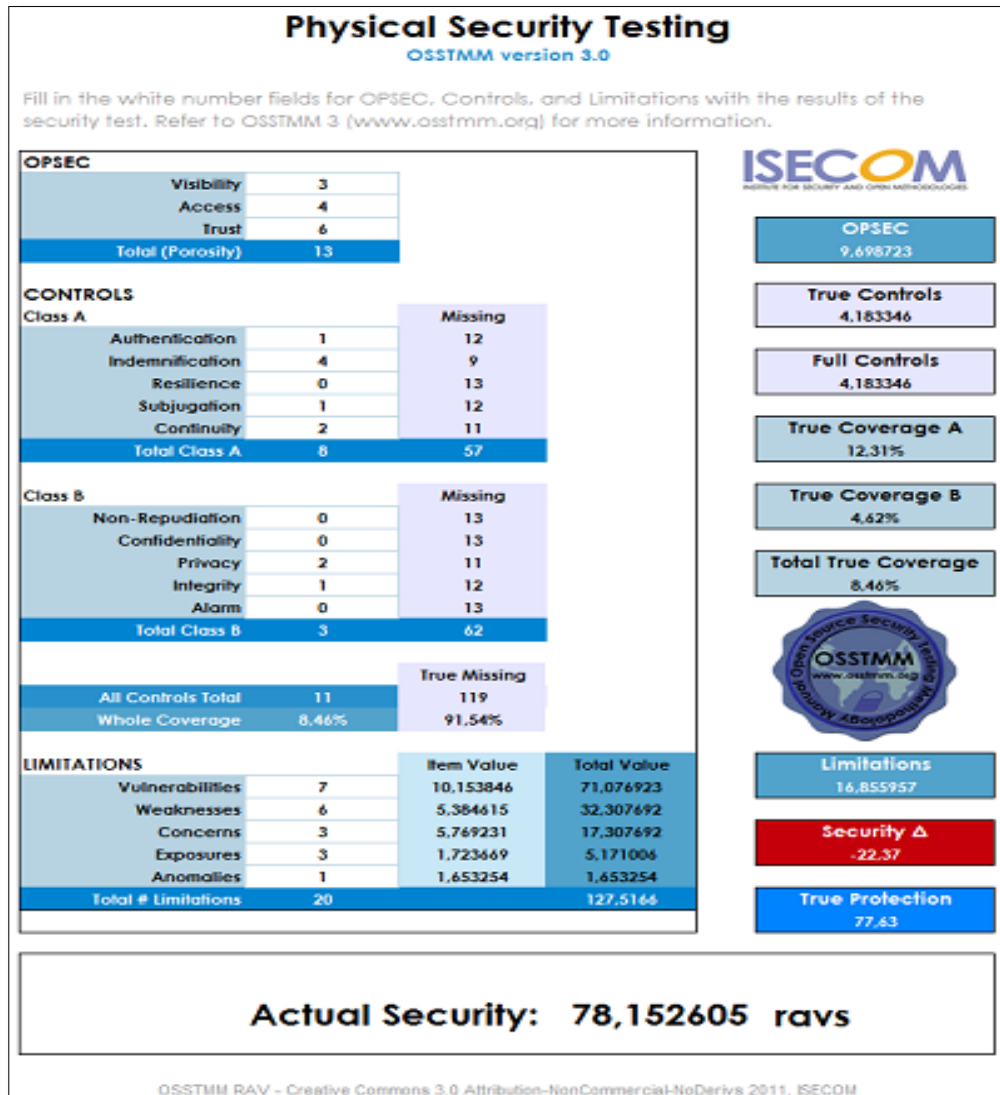 Physical Security Testing
OSSTMM version 3.0
Fill in the white number fields for OPSEC, Controls, and Limitations with the results of the
security test. Refer to OSSTMM 3 (www.osstmm.org) for more information.
OPSEC
Visibility 3
Access 4
Trust 6
Total (Porosity) 13
CONTROLS
Class A Missing
Authentication 1 12
Indemnification 4 9
Resilience 0 13
Subjugation 1 12
Continuity 2 11
Total Class A 8 57
Class B Missing
Non-Repudiation 0 13
Confidentiality 0 13
Privacy 2 11
Integrity 1 12
Alarm 0 13
Total Class B 3 62
True Missing
All Controls Total 11 119
Whole Coverage 8,46% 91,54%
LIMITATIONS Item Value Total Value
Vulnerabilities 7 10,153846 71,076923
Weaknesses 6 5,384615 32,307692
Concerns 3 5,769231 17,307692
Exposures 3 1,723669 5,171006
Anomalies 1 1,653254 1,653254
Total # Limitations 20 127,5166
ISECOM
INSTITUTE FOR SECURITY AND OPEN METHODOLOGIES
OPSEC
9,698723
True Controls
4,183346
Full Controls
4,183346
True Coverage A
12,31%
True Coverage B
4,62%
Total True Coverage
8,46%
Open Source Security Testing Methodology Manual
OSSTMM
www.osstmm.org
Limitations
16,855957
Security Δ
-22,37
True Protection
77,63
Actual Security: 78,152605 ravs
OSSTMM RAV - Creative Commons 3.0 Attribution-NonCommercial-NoDerivs 2011, ISECOM